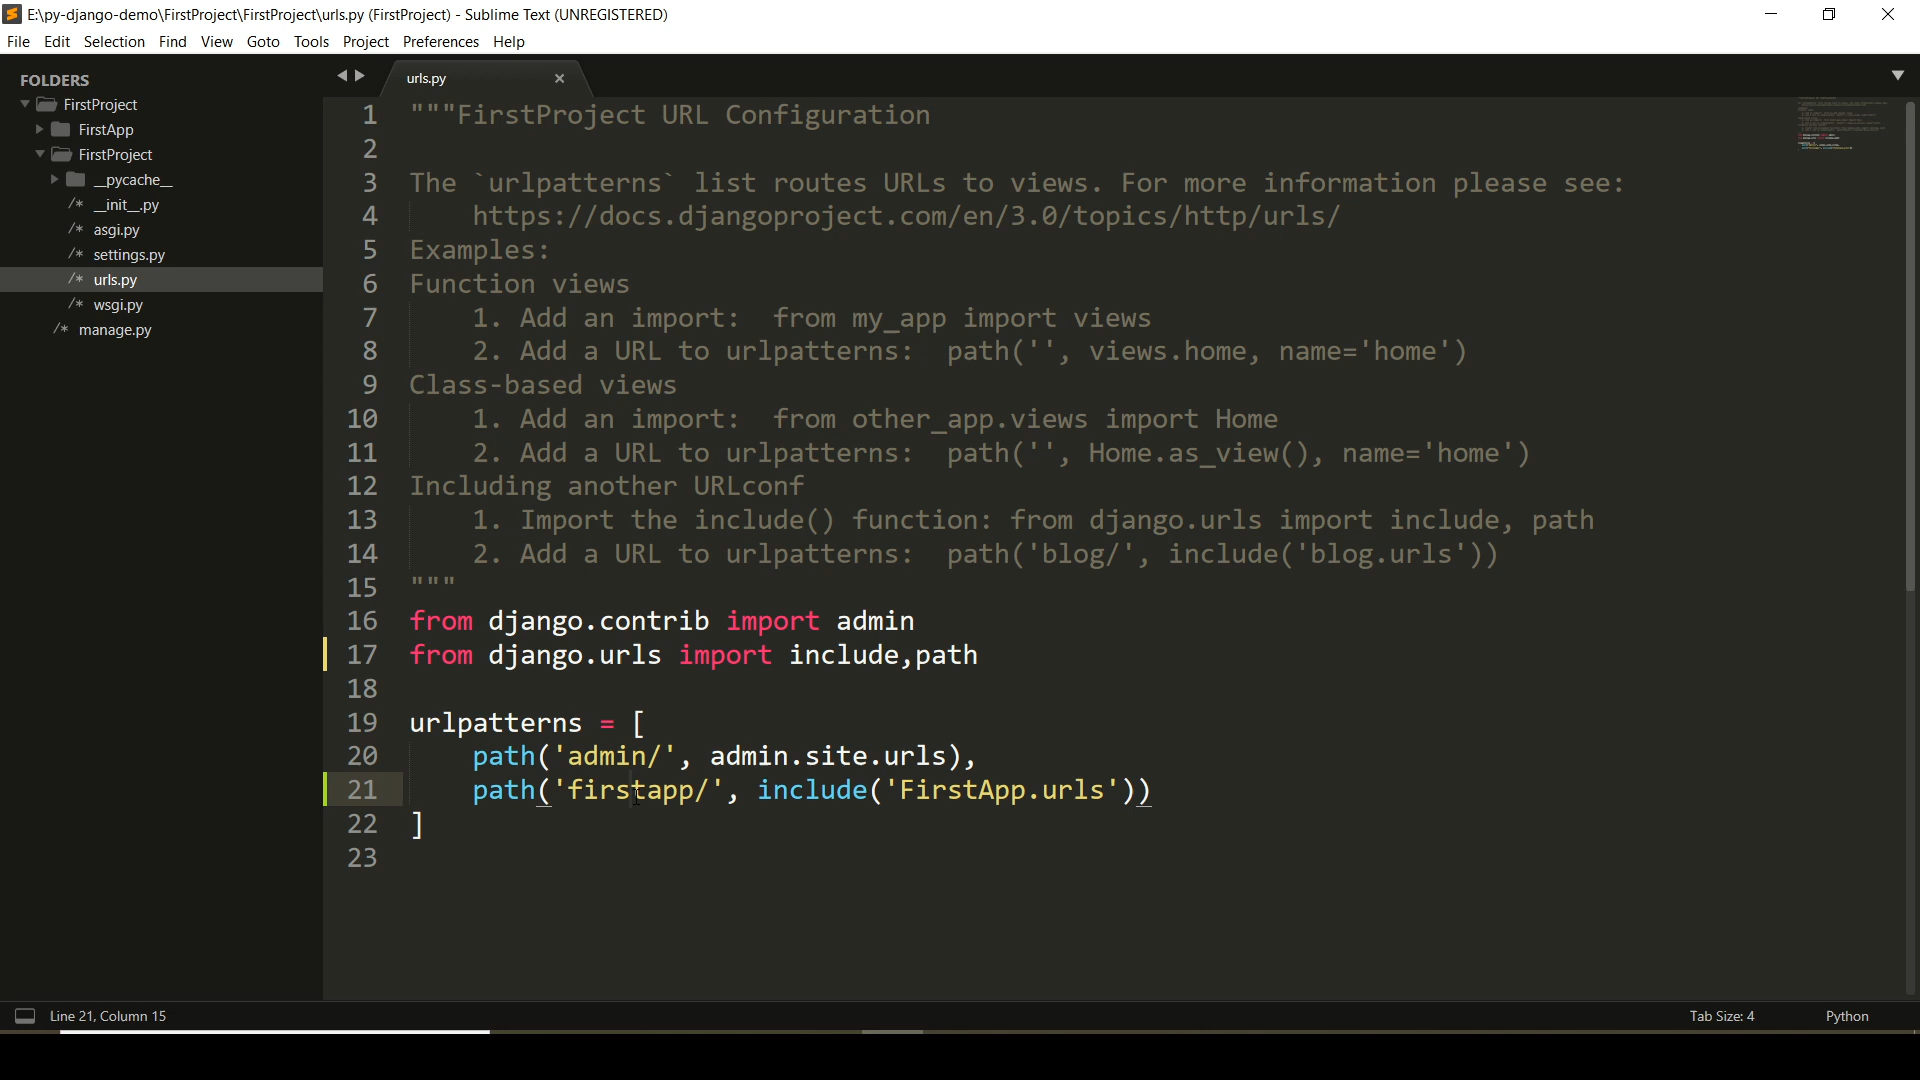 E:\py-django-demo\FirstProject\FirstProject\urls.py (FirstProject) - Sublime Text (UNREGISTERED)
File Edit Selection Find View Goto Tools Project Preferences Help
FOLDERS
FirstProject
FirstApp
FirstProject
__pycache__
/* __init__.py
/* asgi.py
/* settings.py
/* urls.py
/* wsgi.py
/* manage.py
urls.py
1 """FirstProject URL Configuration
2
3 The `urlpatterns` list routes URLs to views. For more information please see:
4     https://docs.djangoproject.com/en/3.0/topics/http/urls/
5 Examples:
6 Function views
7     1. Add an import:  from my_app import views
8     2. Add a URL to urlpatterns:  path('', views.home, name='home')
9 Class-based views
10     1. Add an import:  from other_app.views import Home
11     2. Add a URL to urlpatterns:  path('', Home.as_view(), name='home')
12 Including another URLconf
13     1. Import the include() function: from django.urls import include, path
14     2. Add a URL to urlpatterns:  path('blog/', include('blog.urls'))
15 """
16 from django.contrib import admin
17 from django.urls import include,path
18
19 urlpatterns = [
20     path('admin/', admin.site.urls),
21     path('firstapp/', include('FirstApp.urls'))
22 ]
23
Line 21, Column 15
Tab Size: 4
Python